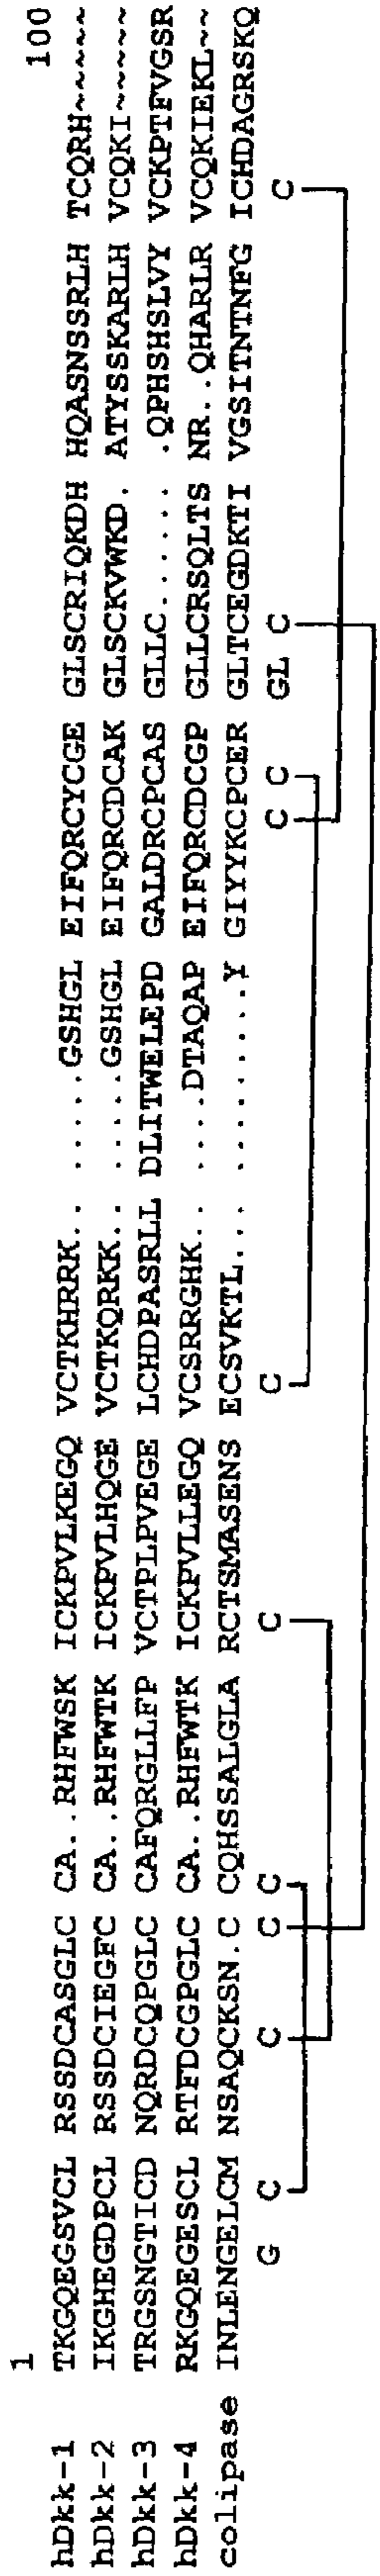 1 100
hDkk-1 TKGQEGSVCL RSSDCASGLC CA..RHFWSK ICKPVLKEGQ VCTKHRRK.. .....GSHGL EIFQRCYCGE GLSCRIQKDH HQASNSSRLH TCQRH~~~~~
hDkk-2 IKGHEGDPCL RSSDCIEGFC CA..RHFWTK ICKPVLHQGE VCTKQRKK.. .....GSHGL EIFQRCDCAK GLSCKVWKD. ATYSSKARLH VCQKI~~~~~
hDkk-3 TRGSNGTICD NQRDCQPGLC CAFQRGLLFP VCTPLPVEGE LCHDPASRLL DLITWELEPD GALDRCPCAS GLLC...... .QPHSHSLVY VCKPTFVGSR
hDkk-4 RKGQEGESCL RTFDCGPGLC CA..RHFWTK ICKPVLLEGQ VCSRRGHK.. ....DTAQAP EIFQRCDCGP GLLCRSQLTS NR..QHARLR VCQKIEKL~~
colipase INLENGELCM NSAQCKSN.C CQHSSALGLA RCTSMASENS ECSVKTL... .........Y GIYYKCPCER GLTCEGDKTI VGSITNTNFG ICHDAGRSKQ
G C C C C C C C C GL C C